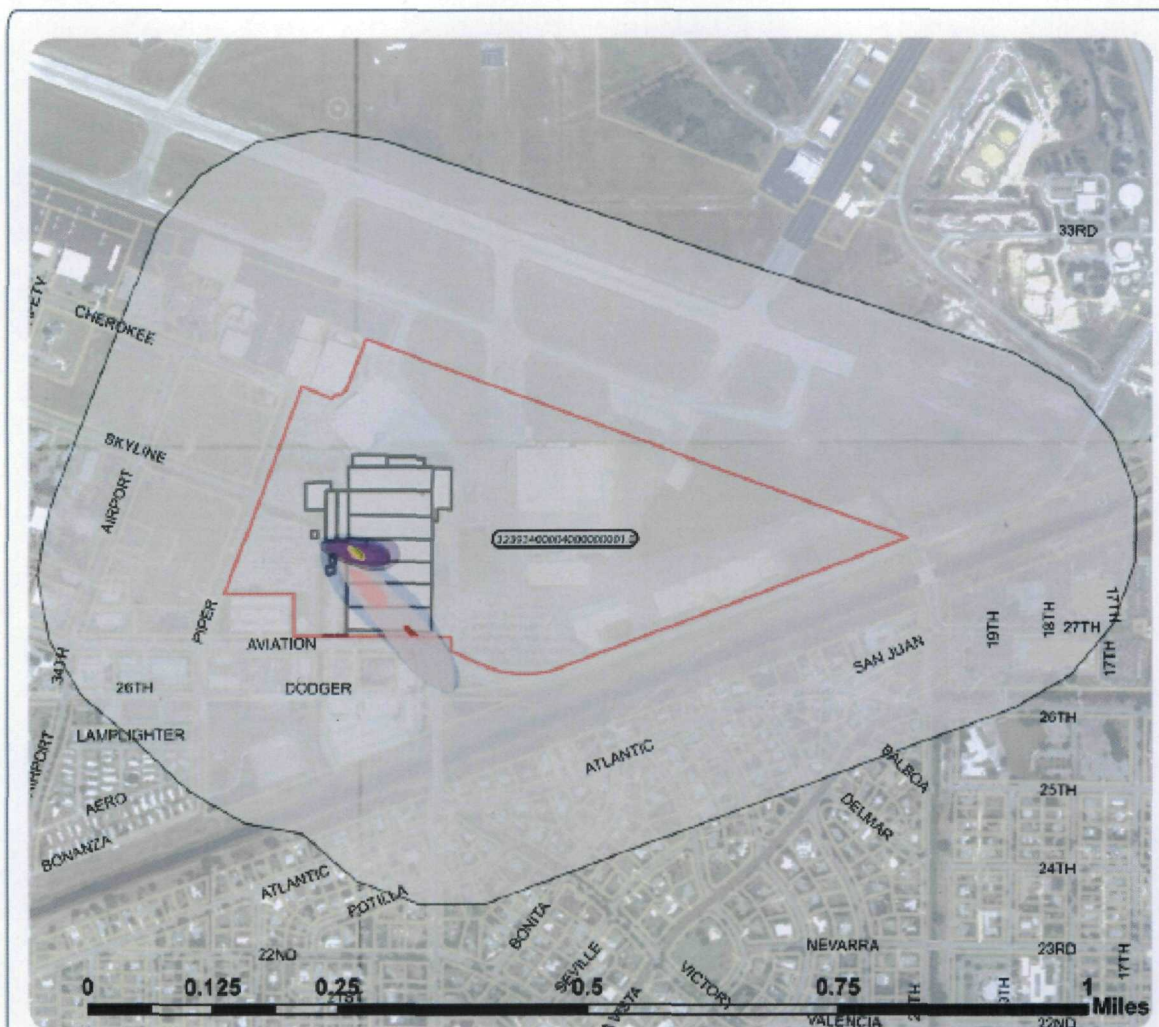 33RD
CHEROKEE
SKYLINE
AIRPORT
PIPER
AVIATION
34TH
26TH
DODGER
LAMPLIGHTER
AERO
BONANZA
ATLANTIC
POTILLA
ATLANTIC
SAN JUAN
19TH
18TH
27TH
17TH
17TH
26TH
BALBOA
25TH
DELMAR
24TH
BONITA
SEVILLE
VICTORY
NEVARRA
23RD
17TH
22ND
0 0.125 0.25 0.5 0.75 1 Miles
VALENCIA
22ND